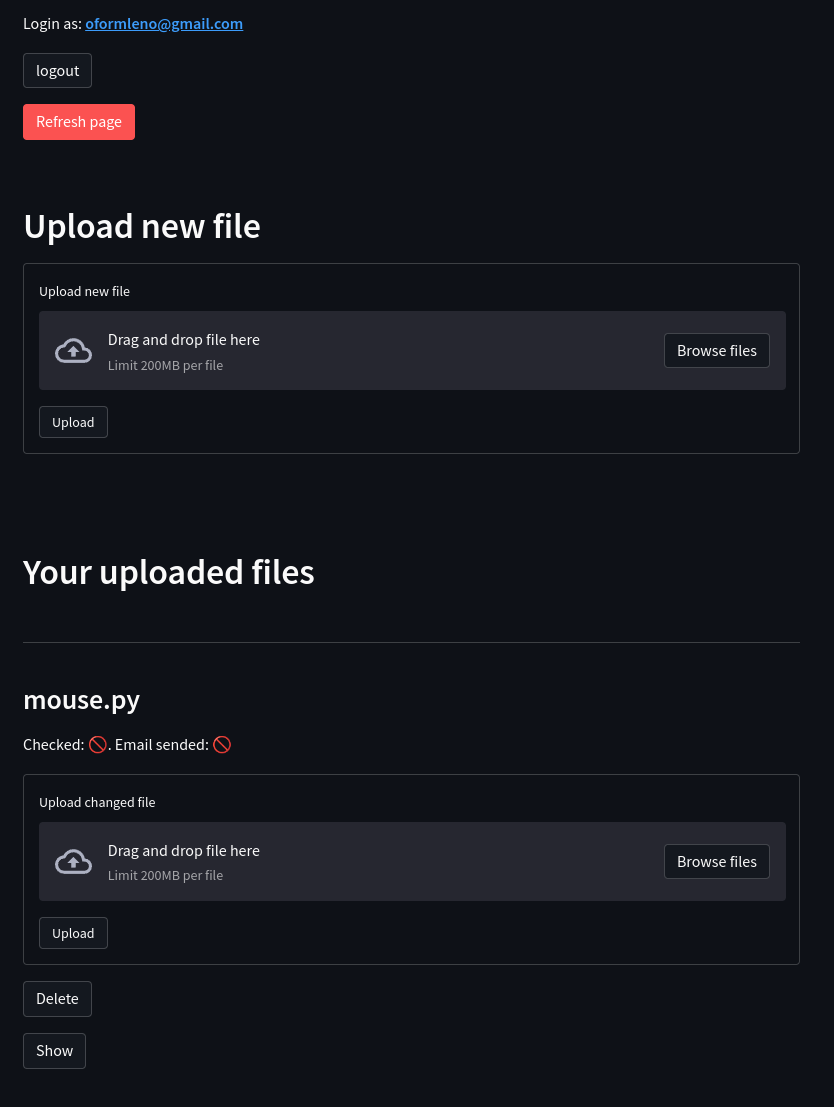 Login as: oformleno@gmail.com
logout
Refresh page
Upload new file
Upload new file
Drag and drop file here
Limit 200MB per file
Browse files
Upload
Your uploaded files
mouse.py
Checked: 🚫. Email sended: 🚫
Upload changed file
Drag and drop file here
Limit 200MB per file
Browse files
Upload
Delete
Show